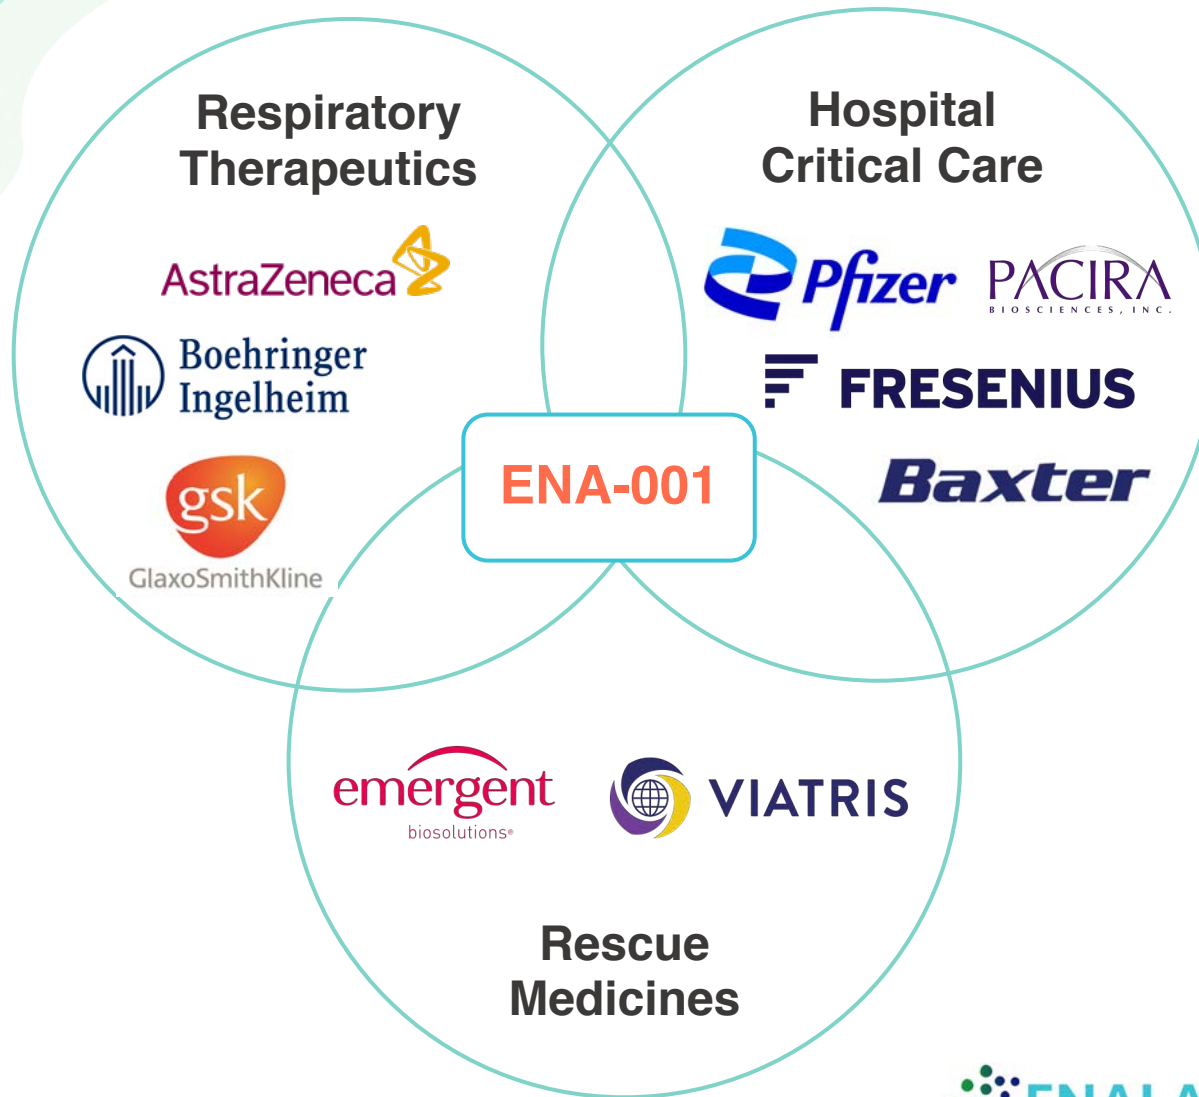 Respiratory
Therapeutics
AstraZeneca
Boehringer
Ingelheim
gsk
GlaxoSmithKline
Hospital
Critical Care
Pfizer
PACIRA
BIOSCIENCES, INC.
FRESENIUS
Baxter
ENA-001
emergent
biosolutions®
VIATRIS
Rescue
Medicines